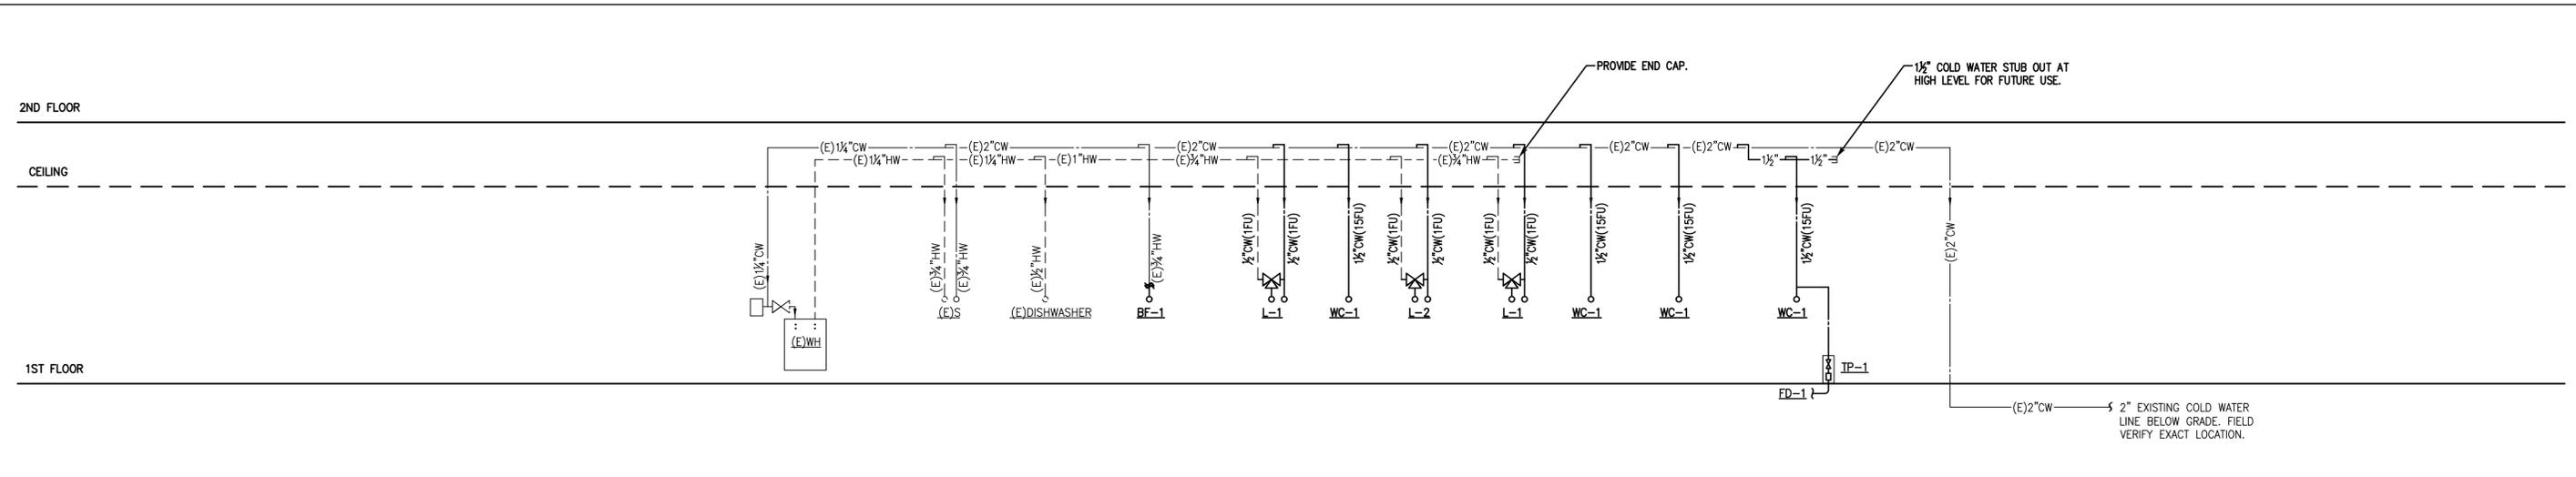 PROVIDE END CAP.
1½" COLD WATER STUB OUT AT
HIGH LEVEL FOR FUTURE USE.
2ND FLOOR
(E)1¼"CW
(E)2"CW
(E)2"CW
(E)2"CW
(E)2"CW
(E)2"CW
(E)2"CW
(E)1¼"HW
(E)1¼"HW
(E)1"HW
(E)¾"HW
(E)¾"HW
1½"
1½"
CEILING
(E)1¼"CW
(E)¾"HW
(E)¾"HW
(E)½"HW
(E)¾"HW
½"CW(1FU)
½"CW(1FU)
1½"CW(15FU)
½"CW(1FU)
½"CW(1FU)
½"CW(1FU)
½"CW(1FU)
1½"CW(15FU)
1½"CW(15FU)
1½"CW(15FU)
(E)2"CW
(E)S
(E)DISHWASHER
BF-1
L-1
WC-1
L-2
L-1
WC-1
WC-1
WC-1
(E)WH
1ST FLOOR
TP-1
FD-1
(E)2"CW
2" EXISTING COLD WATER
LINE BELOW GRADE. FIELD
VERIFY EXACT LOCATION.